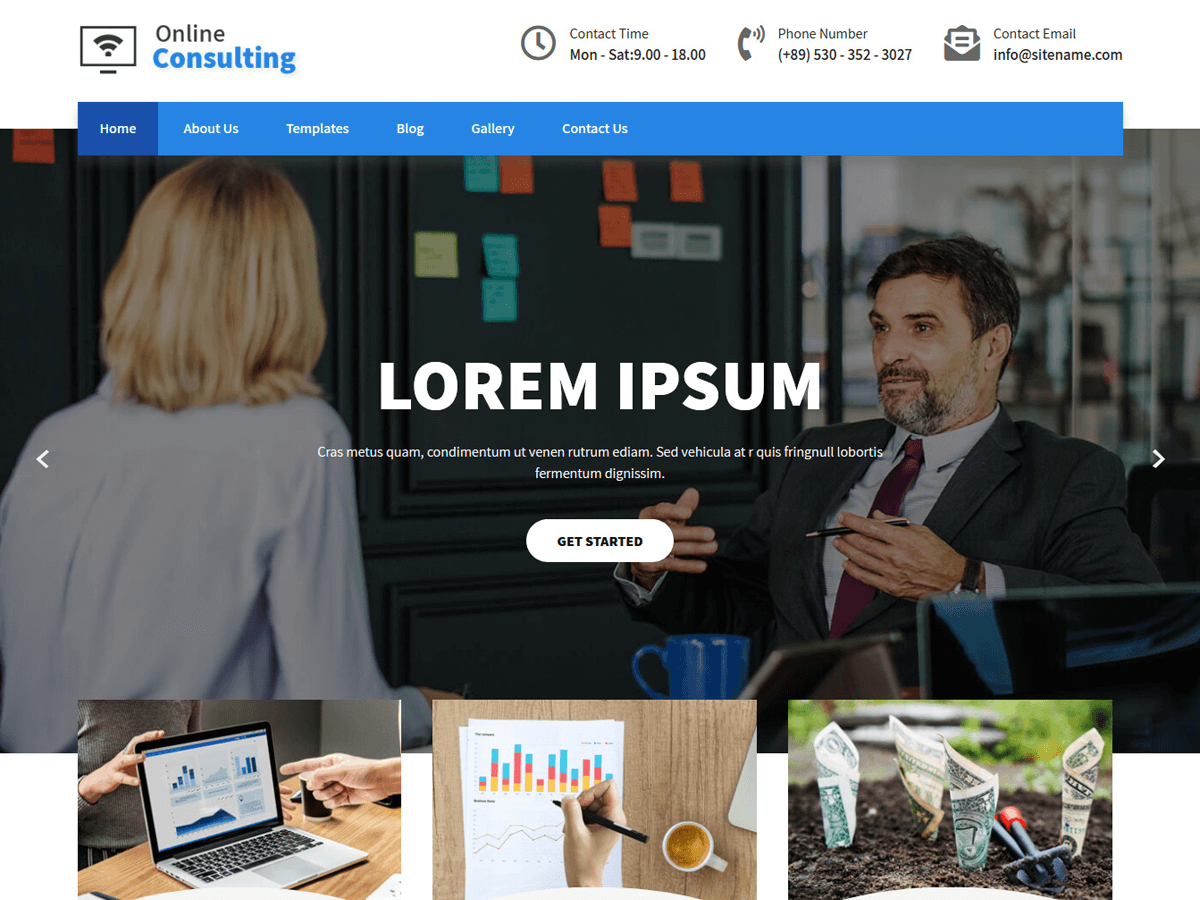 Online
Consulting
Contact Time
Mon - Sat:9.00 - 18.00
Phone Number
(+89) 530 - 352 - 3027
Contact Email
info@sitename.com
Home
About Us
Templates
Blog
Gallery
Contact Us
LOREM IPSUM
Cras metus quam, condimentum ut venen rutrum ediam. Sed vehicula at r quis fringnull lobortis
fermentum dignissim.
GET STARTED